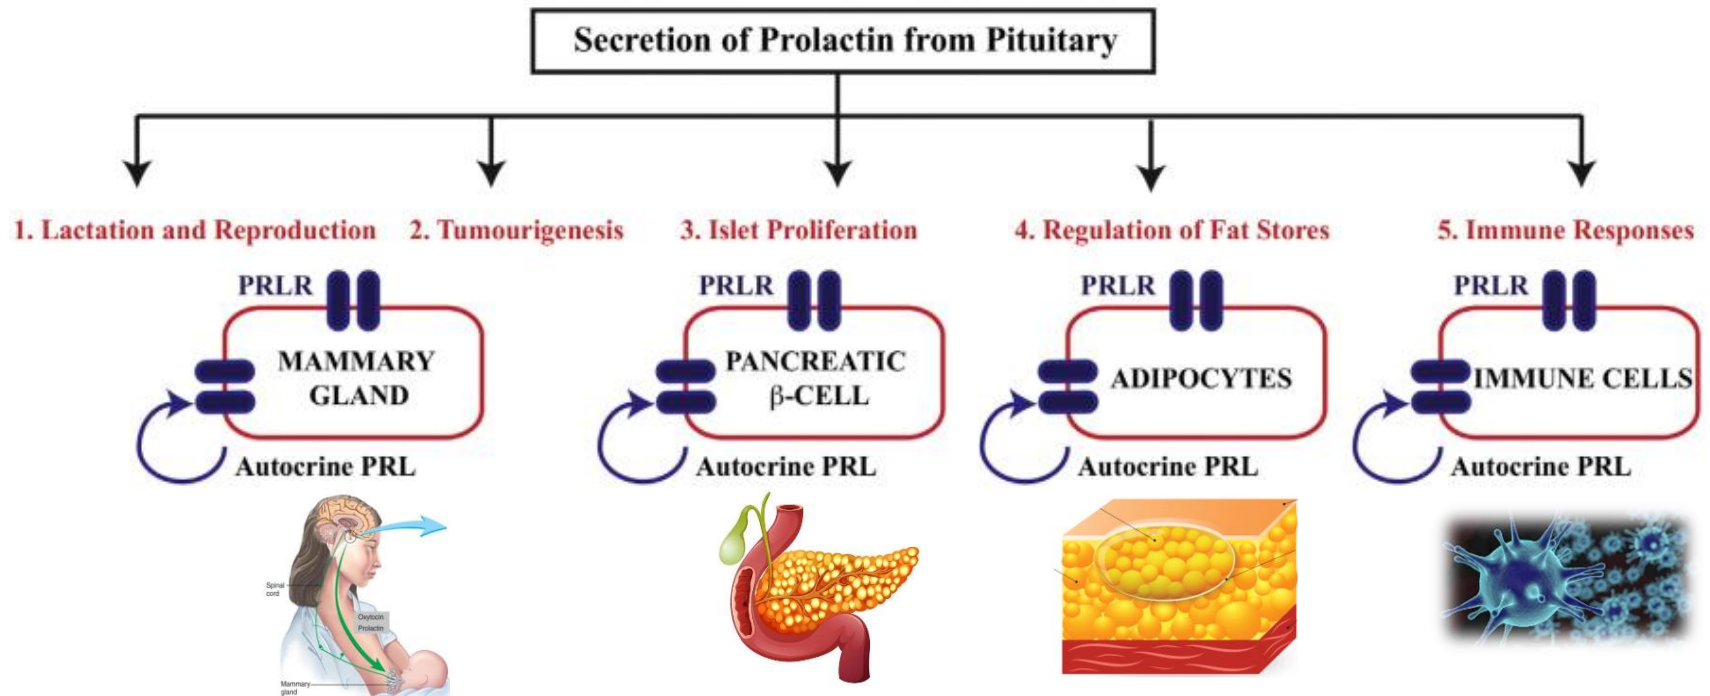 Secretion of Prolactin from Pituitary
1. Lactation and Reproduction
2. Tumourigenesis
3. Islet Proliferation
4. Regulation of Fat Stores
5. Immune Responses
PRLR
MAMMARY
GLAND
Autocrine PRL
PRLR
PANCREATIC
β-CELL
Autocrine PRL
PRLR
ADIPOCYTES
Autocrine PRL
PRLR
IMMUNE CELLS
Autocrine PRL
Spinal
cord
Oxytocin
Prolactin
Mammary
gland